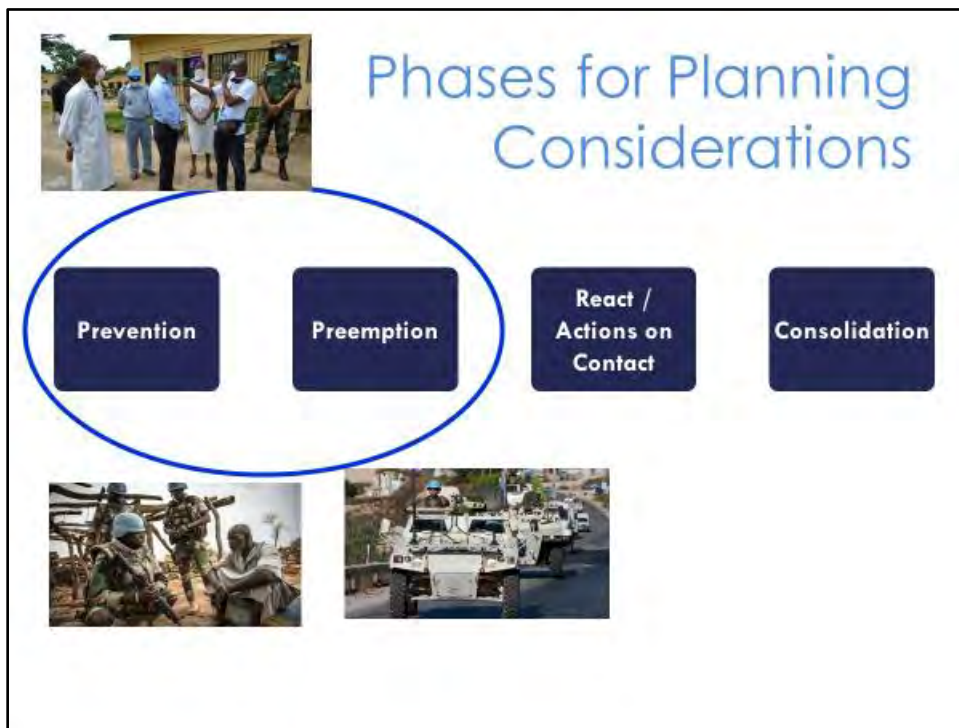 Phases for Planning
Considerations
Prevention
Preemption
React /
Actions on
Contact
Consolidation